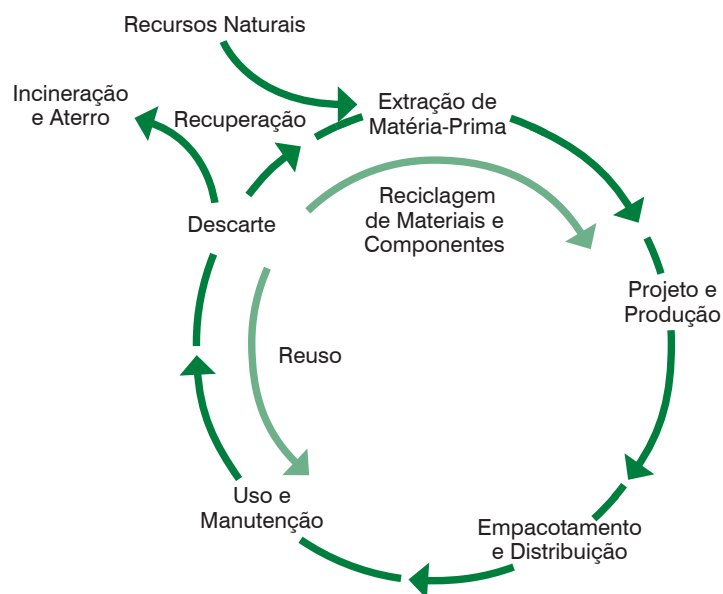 Recursos Naturais
Incineração
e Aterro
Recuperação
Extração de
Matéria-Prima
Reciclagem
de Materiais e
Componentes
Descarte
Projeto e
Produção
Reuso
Uso e
Manutenção
Empacotamento
e Distribuição